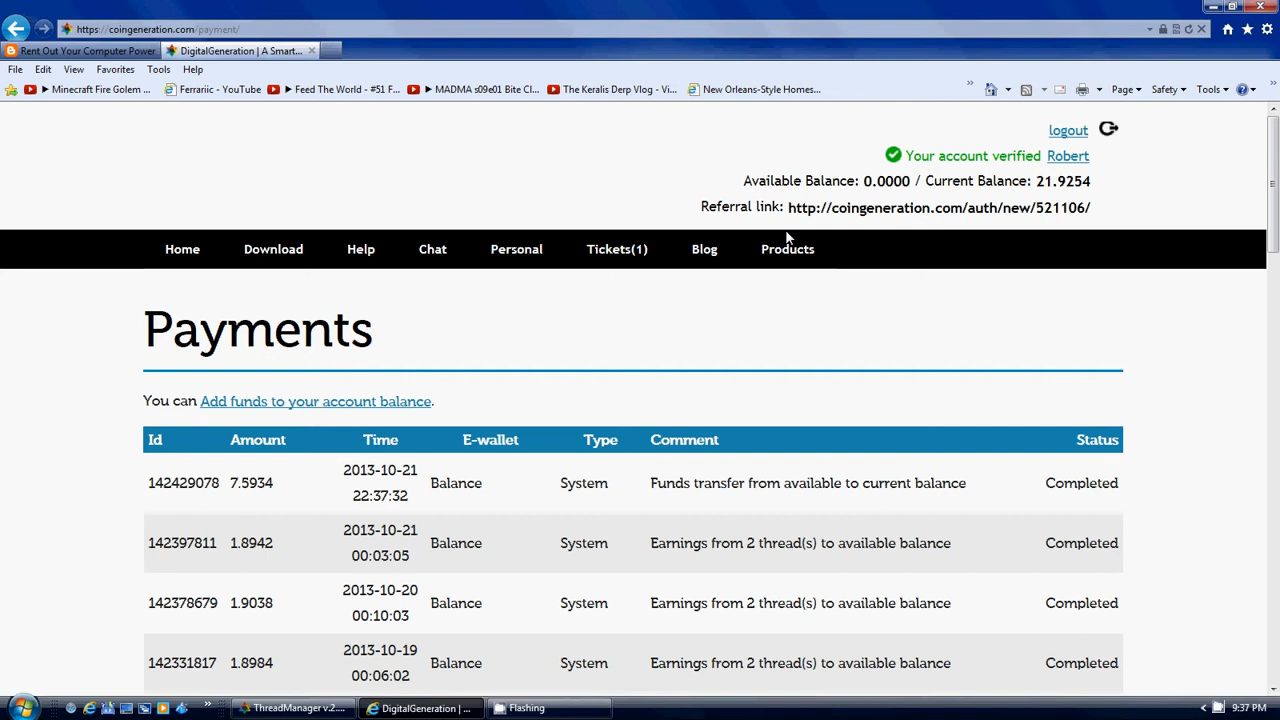 https://coingeneration.com/payment/
Rent Out Your Computer Power
DigitalGeneration | A Smart...
File Edit View Favorites Tools Help
Minecraft Fire Golem ... Ferrariic - YouTube Feed The World - #51 F... MADMA s09e01 Bite Cl... The Keralis Derp Vlog - Vi... New Orleans-Style Homes... Page Safety Tools
logout
Your account verified Robert
Available Balance: 0.0000 / Current Balance: 21.9254
Referral link: http://coingeneration.com/auth/new/521106/
Home Download Help Chat Personal Tickets(1) Blog Products
Payments
You can Add funds to your account balance.
Id Amount Time E-wallet Type Comment Status
142429078 7.5934 2013-10-21 22:37:32 Balance System Funds transfer from available to current balance Completed
142397811 1.8942 2013-10-21 00:03:05 Balance System Earnings from 2 thread(s) to available balance Completed
142378679 1.9038 2013-10-20 00:10:03 Balance System Earnings from 2 thread(s) to available balance Completed
142331817 1.8984 2013-10-19 00:06:02 Balance System Earnings from 2 thread(s) to available balance Completed
ThreadManager v.2.... DigitalGeneration | ... Flashing 9:37 PM